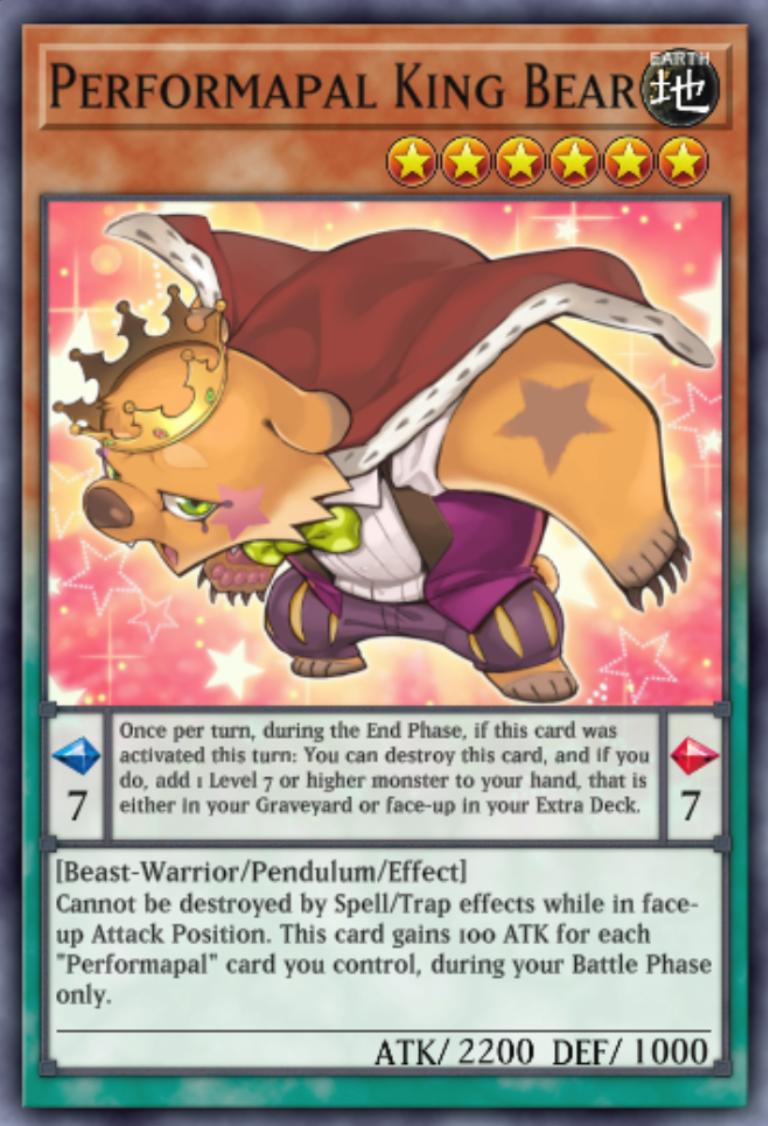 PERFORMAPAL KING BEAR
EARTH
地
Once per turn, during the End Phase, if this card was
activated this turn: You can destroy this card, and if you
do, add 1 Level 7 or higher monster to your hand, that is
either in your Graveyard or face-up in your Extra Deck.
7
7
[Beast-Warrior/Pendulum/Effect]
Cannot be destroyed by Spell/Trap effects while in face-
up Attack Position. This card gains 100 ATK for each
"Performapal" card you control, during your Battle Phase
only.
ATK/ 2200 DEF/ 1000